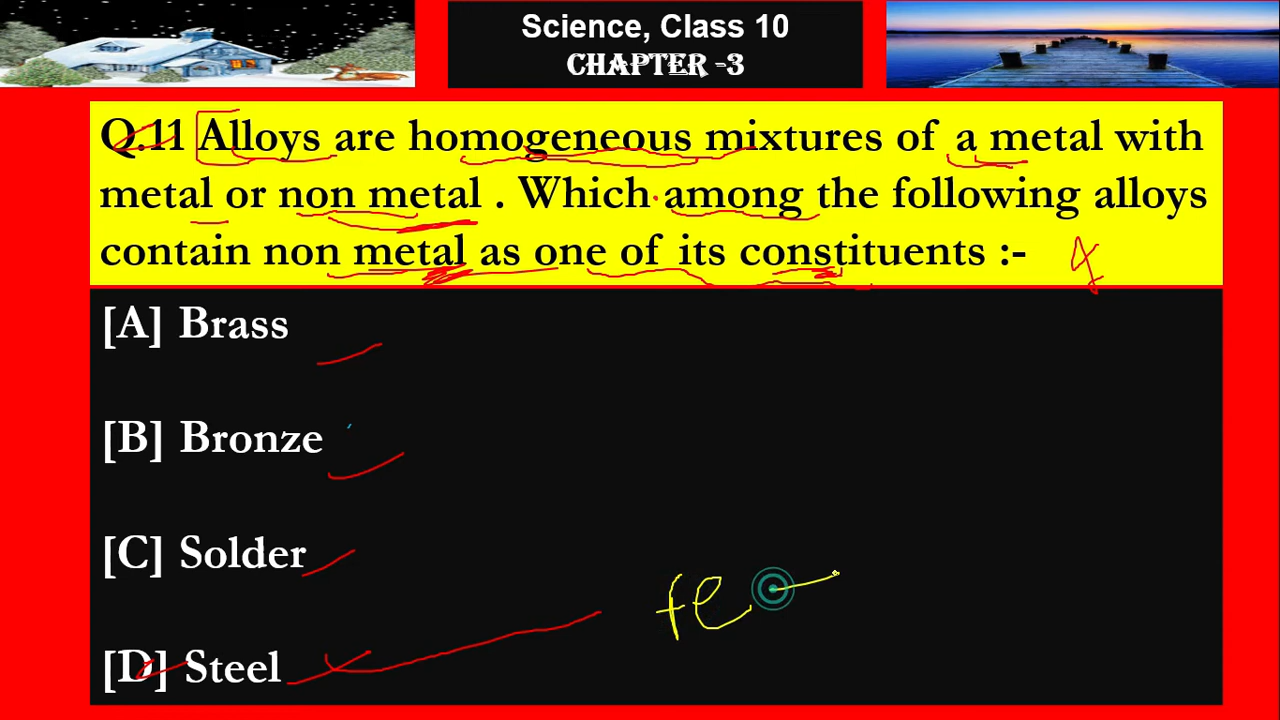 Science, Class 10
CHAPTER -3
Q.11 Alloys are homogeneous mixtures of a metal with
metal or non metal . Which among the following alloys
contain non metal as one of its constituents :-
[A] Brass
[B] Bronze
[C] Solder
fe
[D] Steel